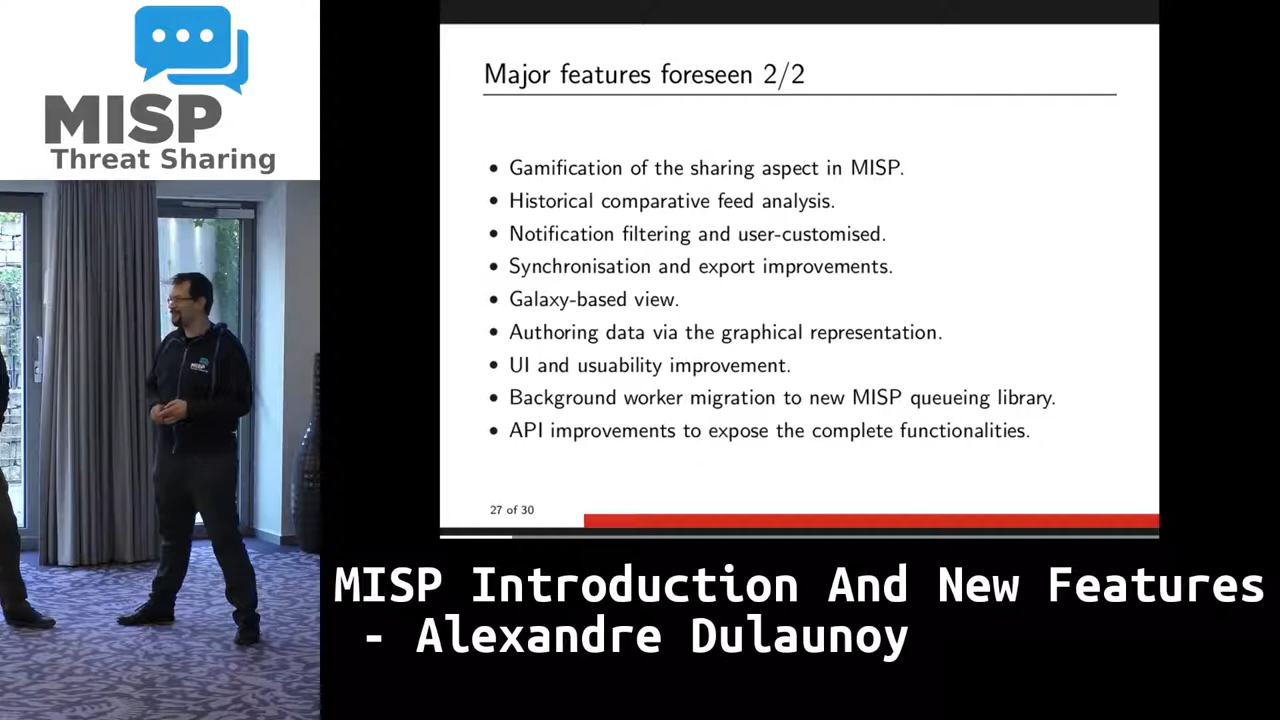 MISP
Threat Sharing
Major features foreseen 2/2
• Gamification of the sharing aspect in MISP.
• Historical comparative feed analysis.
• Notification filtering and user-customised.
• Synchronisation and export improvements.
• Galaxy-based view.
• Authoring data via the graphical representation.
• UI and usuability improvement.
• Background worker migration to new MISP queueing library.
• API improvements to expose the complete functionalities.
27 of 30
MISP
MISP Introduction And New Features
- Alexandre Dulaunoy